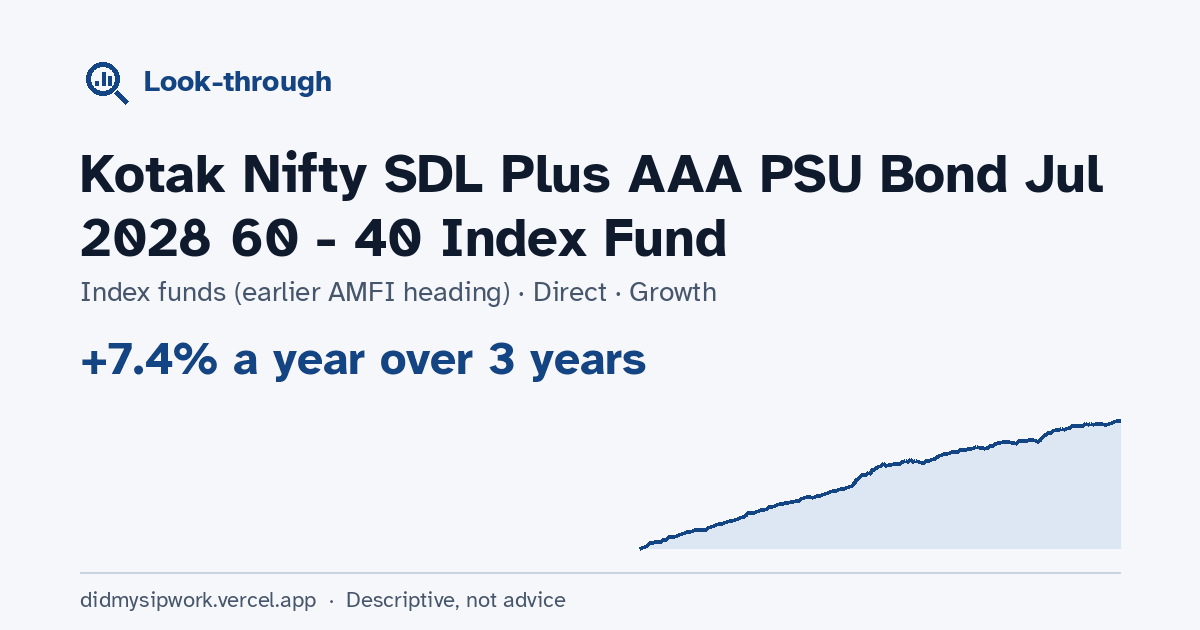 Look-through
Kotak Nifty SDL Plus AAA PSU Bond Jul
2028 60 - 40 Index Fund
Index funds (earlier AMFI heading) · Direct · Growth
+7.4% a year over 3 years
didmysipwork.vercel.app · Descriptive, not advice